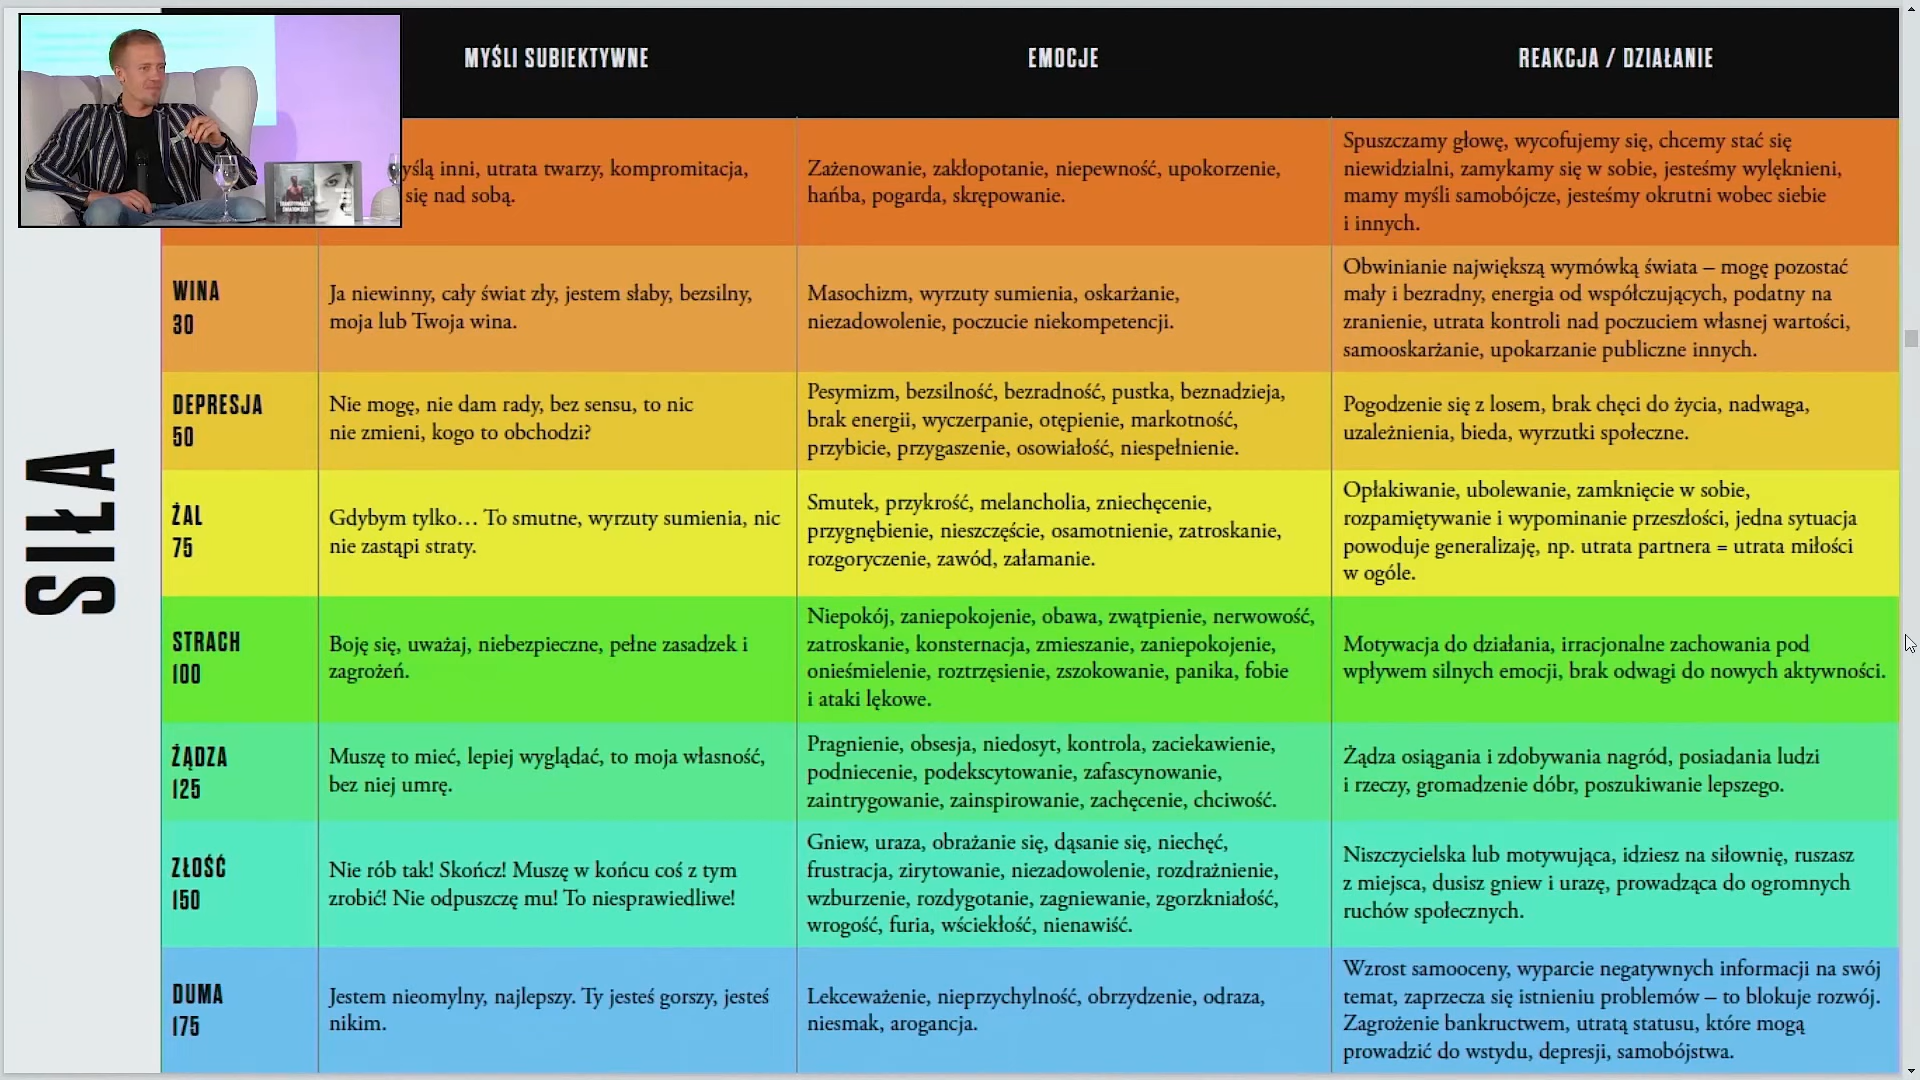 MYŚLI SUBIEKTYWNE
EMOCJE
REAKCJA / DZIAŁANIE
inni, utrata twarzy, kompromitacja,
się nad sobą.
Zażenowanie, zakłopotanie, niepewność, upokorzenie,
hańba, pogarda, skrępowanie.
Spuszczamy głowę, wycofujemy się, chcemy stać się
niewidzialni, zamykamy się w sobie, jesteśmy wylęknieni,
mamy myśli samobójcze, jesteśmy okrutni wobec siebie
i innych.
SIŁA
WINA
30
Ja niewinny, cały świat zły, jestem słaby, bezsilny,
moja lub Twoja wina.
Masochizm, wyrzuty sumienia, oskarżanie,
niezadowolenie, poczucie niekompetencji.
Obwinianie największą wymówką świata – mogę pozostać
mały i bezradny, energia od współczujących, podatny na
zranienie, utrata kontroli nad poczuciem własnej wartości,
samooskarżanie, upokarzanie publiczne innych.
DEPRESJA
50
Nie mogę, nie dam rady, bez sensu, to nic
nie zmieni, kogo to obchodzi?
Pesymizm, bezsilność, bezradność, pustka, beznadzieja,
brak energii, wyczerpanie, otępienie, markotność,
przybicie, przygaszenie, osowiałość, niespełnienie.
Pogodzenie się z losem, brak chęci do życia, nadwaga,
uzależnienia, bieda, wyrzutki społeczne.
ŻAL
75
Gdybym tylko… To smutne, wyrzuty sumienia, nic
nie zastąpi straty.
Smutek, przykrość, melancholia, zniechęcenie,
przygnębienie, nieszczęście, osamotnienie, zatroskanie,
rozgoryczenie, zawód, załamanie.
Opłakiwanie, ubolewanie, zamknięcie w sobie,
rozpamiętywanie i wypominanie przeszłości, jedna sytuacja
powoduje generalizaję, np. utrata partnera = utrata miłości
w ogóle.
STRACH
100
Boję się, uważaj, niebezpieczne, pełne zasadzek i
zagrożeń.
Niepokój, zaniepokojenie, obawa, zwątpienie, nerwowość,
zatroskanie, konsternacja, zmieszanie, zaniepokojenie,
onieśmielenie, roztrzęsienie, zszokowanie, panika, fobie
i ataki lękowe.
Motywacja do działania, irracjonalne zachowania pod
wpływem silnych emocji, brak odwagi do nowych aktywności.
ŻĄDZA
125
Muszę to mieć, lepiej wyglądać, to moja własność,
bez niej umrę.
Pragnienie, obsesja, niedosyt, kontrola, zaciekawienie,
podniecenie, podekscytowanie, zafascynowanie,
zaintrygowanie, zainspirowanie, zachęcenie, chciwość.
Żądza osiągania i zdobywania nagród, posiadania ludzi
i rzeczy, gromadzenie dóbr, poszukiwanie lepszego.
ZŁOŚĆ
150
Nie rób tak! Skończ! Muszę w końcu coś z tym
zrobić! Nie odpuszczę mu! To niesprawiedliwe!
Gniew, uraza, obrażanie się, dąsanie się, niechęć,
frustracja, zirytowanie, niezadowolenie, rozdrażnienie,
wzburzenie, rozdygotanie, zagniewanie, zgorzkniałość,
wrogość, furia, wściekłość, nienawiść.
Niszczycielska lub motywująca, idziesz na siłownię, ruszasz
z miejsca, dusisz gniew i urazę, prowadząca do ogromnych
ruchów społecznych.
DUMA
175
Jestem nieomylny, najlepszy. Ty jesteś gorszy, jesteś
nikim.
Lekceważenie, nieprzychylność, obrzydzenie, odraza,
niesmak, arogancja.
Wzrost samooceny, wyparcie negatywnych informacji na swój
temat, zaprzecza się istnieniu problemów – to blokuje rozwój.
Zagrożenie bankructwem, utratą statusu, które mogą
prowadzić do wstydu, depresji, samobójstwa.